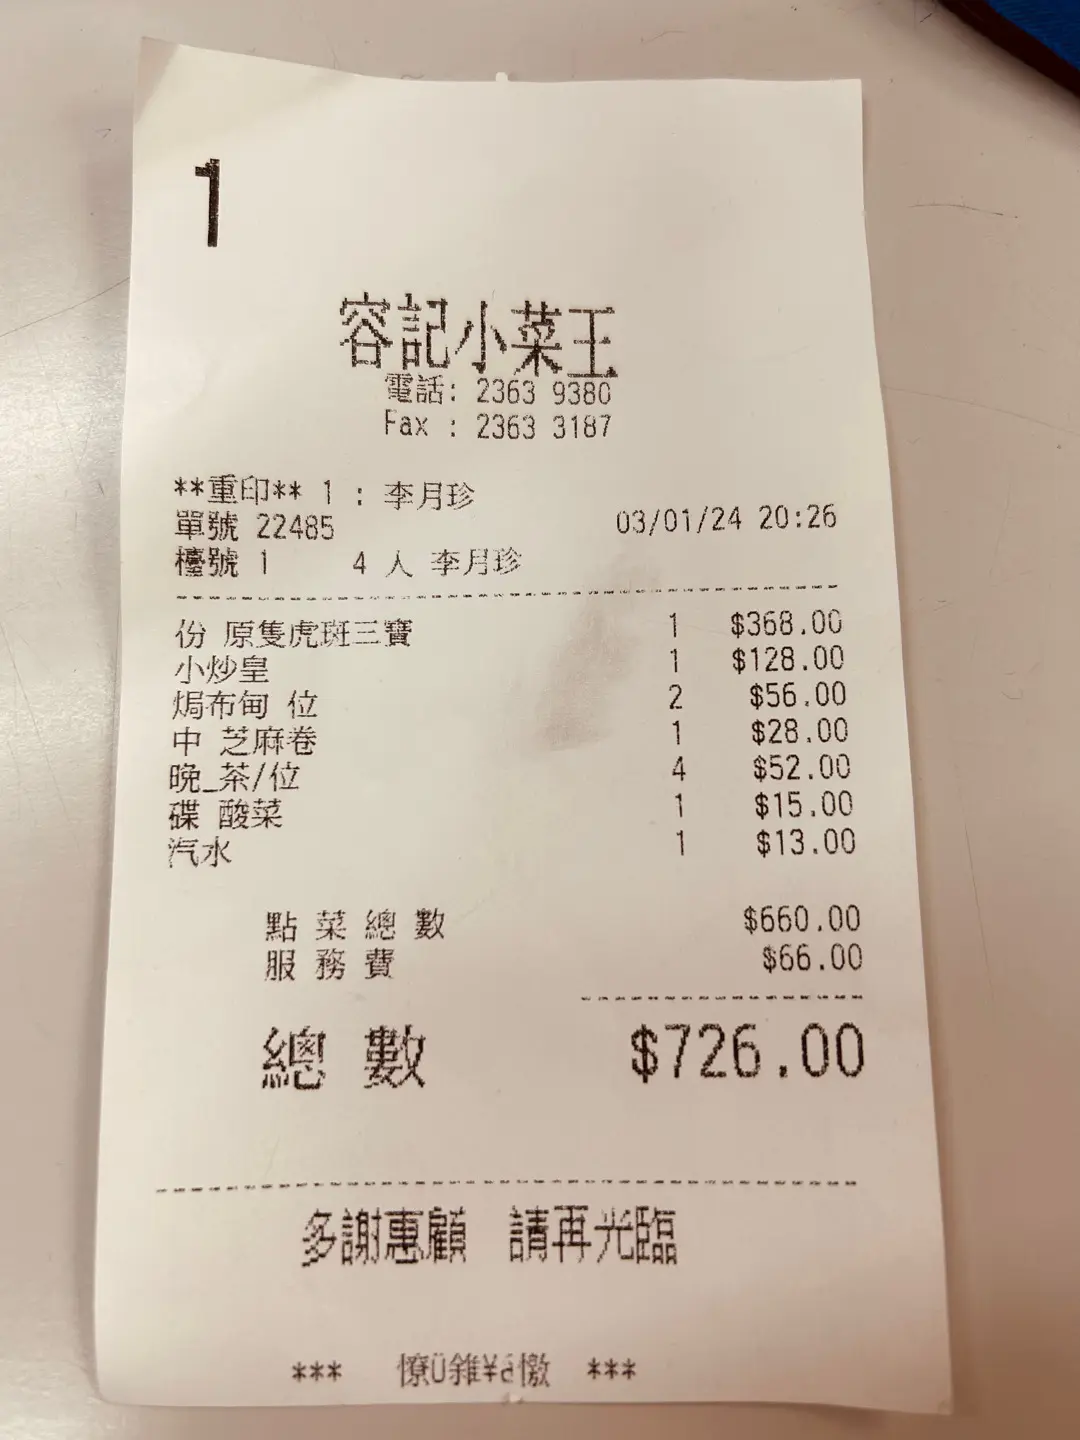 1
容記小菜王
電話: 2363 9380
Fax : 2363 3187
**重印** 1 : 李月珍
單號 22485 03/01/24 20:26
檯號 1 4 人 李月珍
份 原隻虎斑三寶 1 $368.00
小炒皇 1 $128.00
焗布甸 位 2 $56.00
中 芝麻卷 1 $28.00
晚_茶/位 4 $52.00
碟 酸菜 1 $15.00
汽水 1 $13.00
點 菜 總 數 $660.00
服 務 費 $66.00
總 數 $726.00
多謝惠顧 請再光臨
*** 憭Ü雜¥ ***